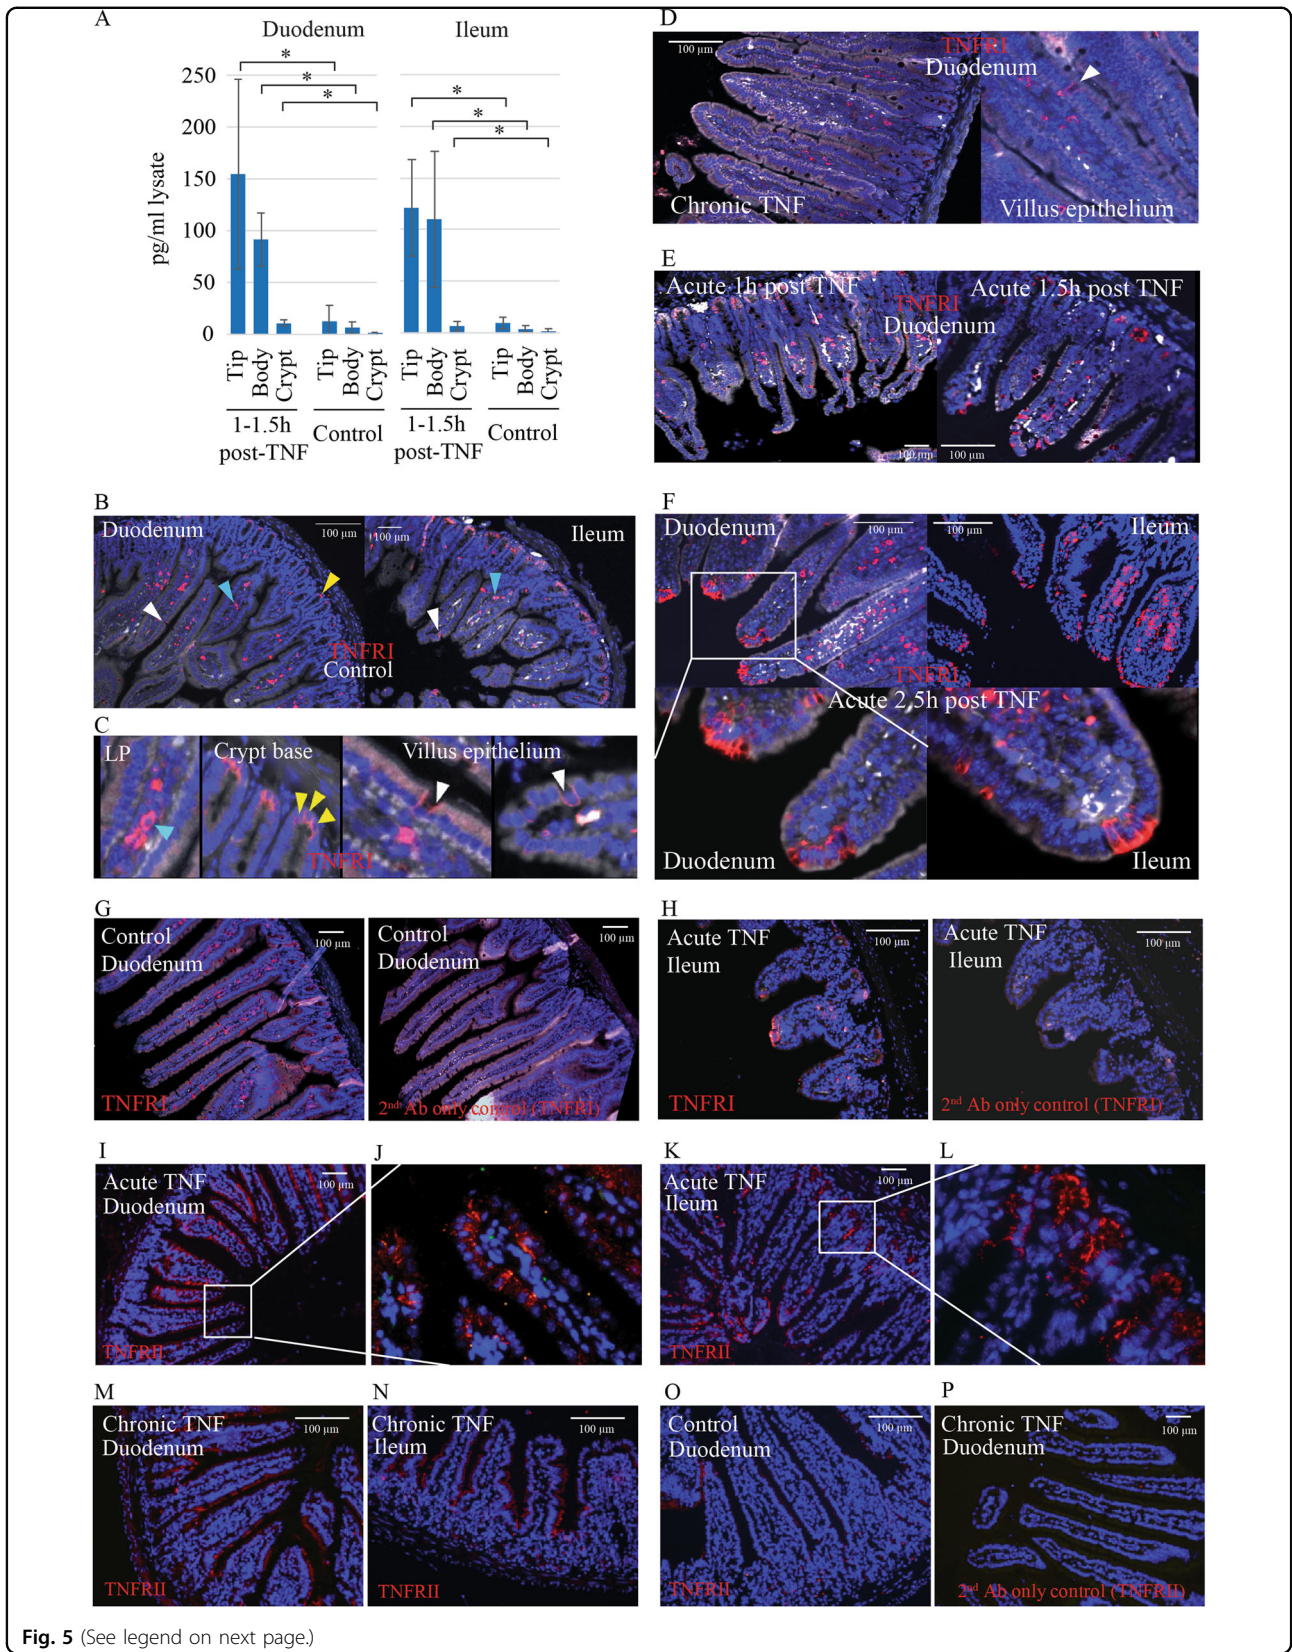 A
Duodenum
Ileum
*
*
*
*
*
*
250
200
150
100
50
0
pg/ml lysate
Tip
Body
Crypt
Tip
Body
Crypt
Tip
Body
Crypt
Tip
Body
Crypt
1-1.5h
post-TNF
Control
1-1.5h
post-TNF
Control
B
Duodenum
100 µm
100 µm
Ileum
TNFRI
Control
C
LP
Crypt base
Villus epithelium
TNFRI
D
100 µm
TNFRI
Duodenum
Chronic TNF
Villus epithelium
E
Acute 1h post TNF
Acute 1.5h post TNF
TNFRI
Duodenum
100 µm
100 µm
F
Duodenum
100 µm
100 µm
Ileum
TNFRI
Acute 2.5h post TNF
Duodenum
Ileum
G
Control
Duodenum
100 µm
TNFRI
Control
Duodenum
100 µm
2nd Ab only control (TNFRI)
H
Acute TNF
Ileum
100 µm
TNFRI
Acute TNF
Ileum
100 µm
2nd Ab only control (TNFRI)
I
Acute TNF
Duodenum
100 µm
TNFRII
J
K
Acute TNF
Ileum
100 µm
TNFRII
L
M
Chronic TNF
Duodenum
100 µm
TNFRII
N
Chronic TNF
Ileum
100 µm
TNFRII
O
Control
Duodenum
100 µm
TNFRII
P
Chronic TNF
Duodenum
100 µm
2nd Ab only control (TNFRII)
Fig. 5 (See legend on next page.)